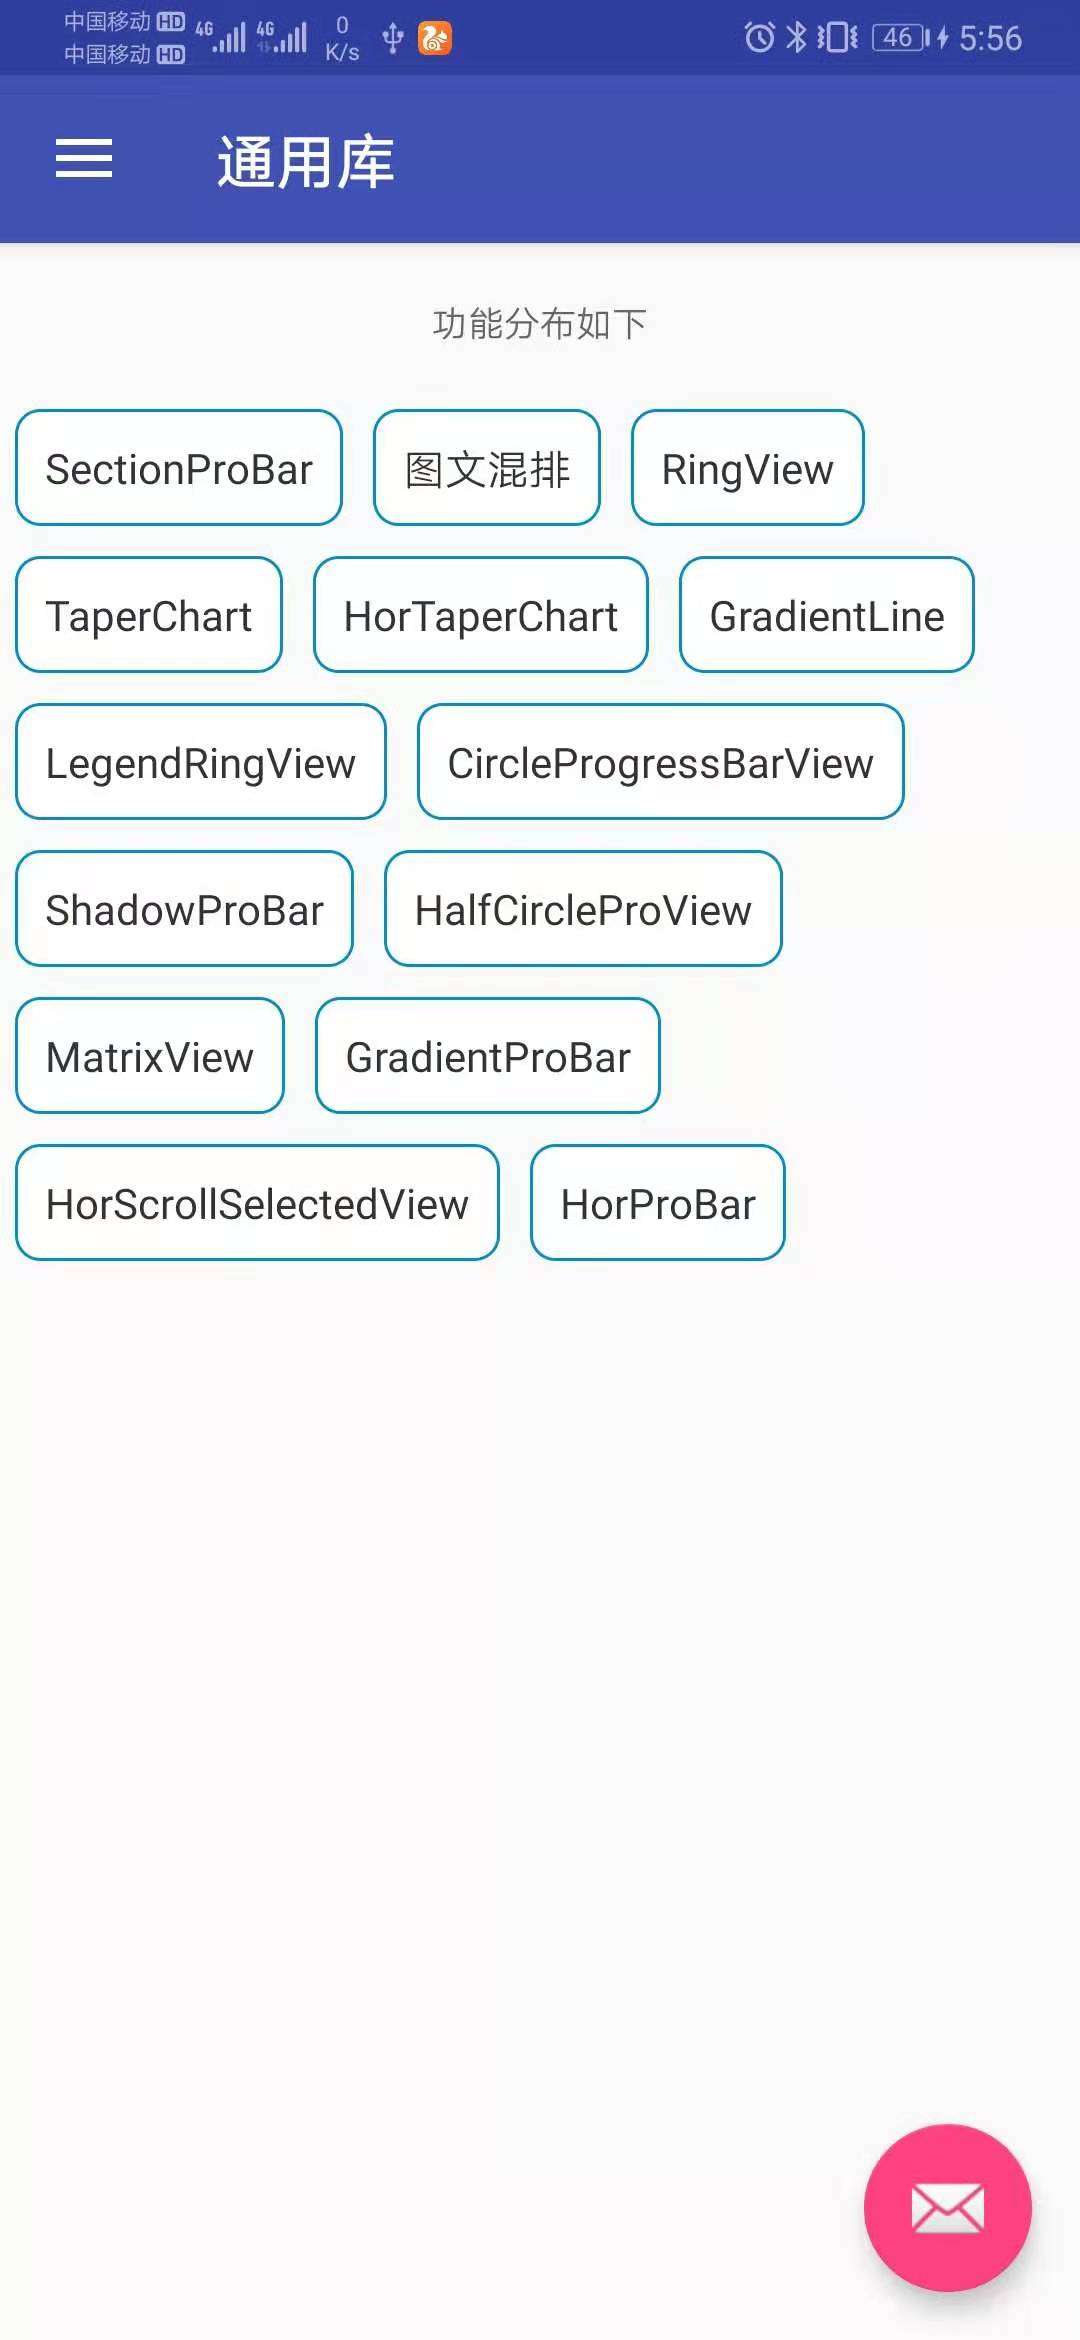 中国移动 HD 4G 4G 0 K/s 46 5:56
中国移动 HD
通用库
功能分布如下
SectionProBar 图文混排 RingView
TaperChart HorTaperChart GradientLine
LegendRingView CircleProgressBarView
ShadowProBar HalfCircleProView
MatrixView GradientProBar
HorScrollSelectedView HorProBar